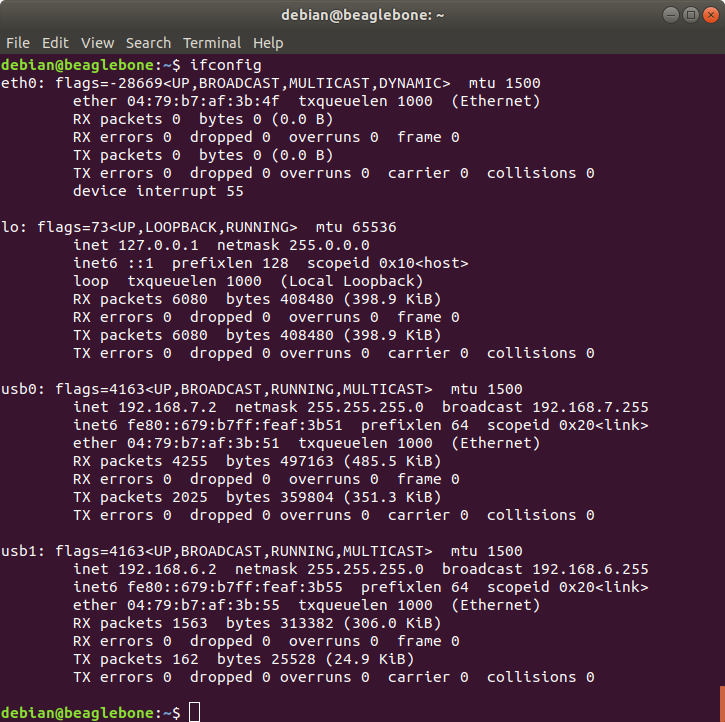 debian@beaglebone: ~
File Edit View Search Terminal Help
debian@beaglebone:~$ ifconfig
eth0: flags=-28669<UP,BROADCAST,MULTICAST,DYNAMIC>  mtu 1500
        ether 04:79:b7:af:3b:4f  txqueuelen 1000  (Ethernet)
        RX packets 0  bytes 0 (0.0 B)
        RX errors 0  dropped 0  overruns 0  frame 0
        TX packets 0  bytes 0 (0.0 B)
        TX errors 0  dropped 0 overruns 0  carrier 0  collisions 0
        device interrupt 55

lo: flags=73<UP,LOOPBACK,RUNNING>  mtu 65536
        inet 127.0.0.1  netmask 255.0.0.0
        inet6 ::1  prefixlen 128  scopeid 0x10<host>
        loop  txqueuelen 1000  (Local Loopback)
        RX packets 6080  bytes 408480 (398.9 KiB)
        RX errors 0  dropped 0  overruns 0  frame 0
        TX packets 6080  bytes 408480 (398.9 KiB)
        TX errors 0  dropped 0 overruns 0  carrier 0  collisions 0

usb0: flags=4163<UP,BROADCAST,RUNNING,MULTICAST>  mtu 1500
        inet 192.168.7.2  netmask 255.255.255.0  broadcast 192.168.7.255
        inet6 fe80::679:b7ff:feaf:3b51  prefixlen 64  scopeid 0x20<link>
        ether 04:79:b7:af:3b:51  txqueuelen 1000  (Ethernet)
        RX packets 4255  bytes 497163 (485.5 KiB)
        RX errors 0  dropped 0  overruns 0  frame 0
        TX packets 2025  bytes 359804 (351.3 KiB)
        TX errors 0  dropped 0 overruns 0  carrier 0  collisions 0

usb1: flags=4163<UP,BROADCAST,RUNNING,MULTICAST>  mtu 1500
        inet 192.168.6.2  netmask 255.255.255.0  broadcast 192.168.6.255
        inet6 fe80::679:b7ff:feaf:3b55  prefixlen 64  scopeid 0x20<link>
        ether 04:79:b7:af:3b:55  txqueuelen 1000  (Ethernet)
        RX packets 1563  bytes 313382 (306.0 KiB)
        RX errors 0  dropped 0  overruns 0  frame 0
        TX packets 162  bytes 25528 (24.9 KiB)
        TX errors 0  dropped 0 overruns 0  carrier 0  collisions 0

debian@beaglebone:~$